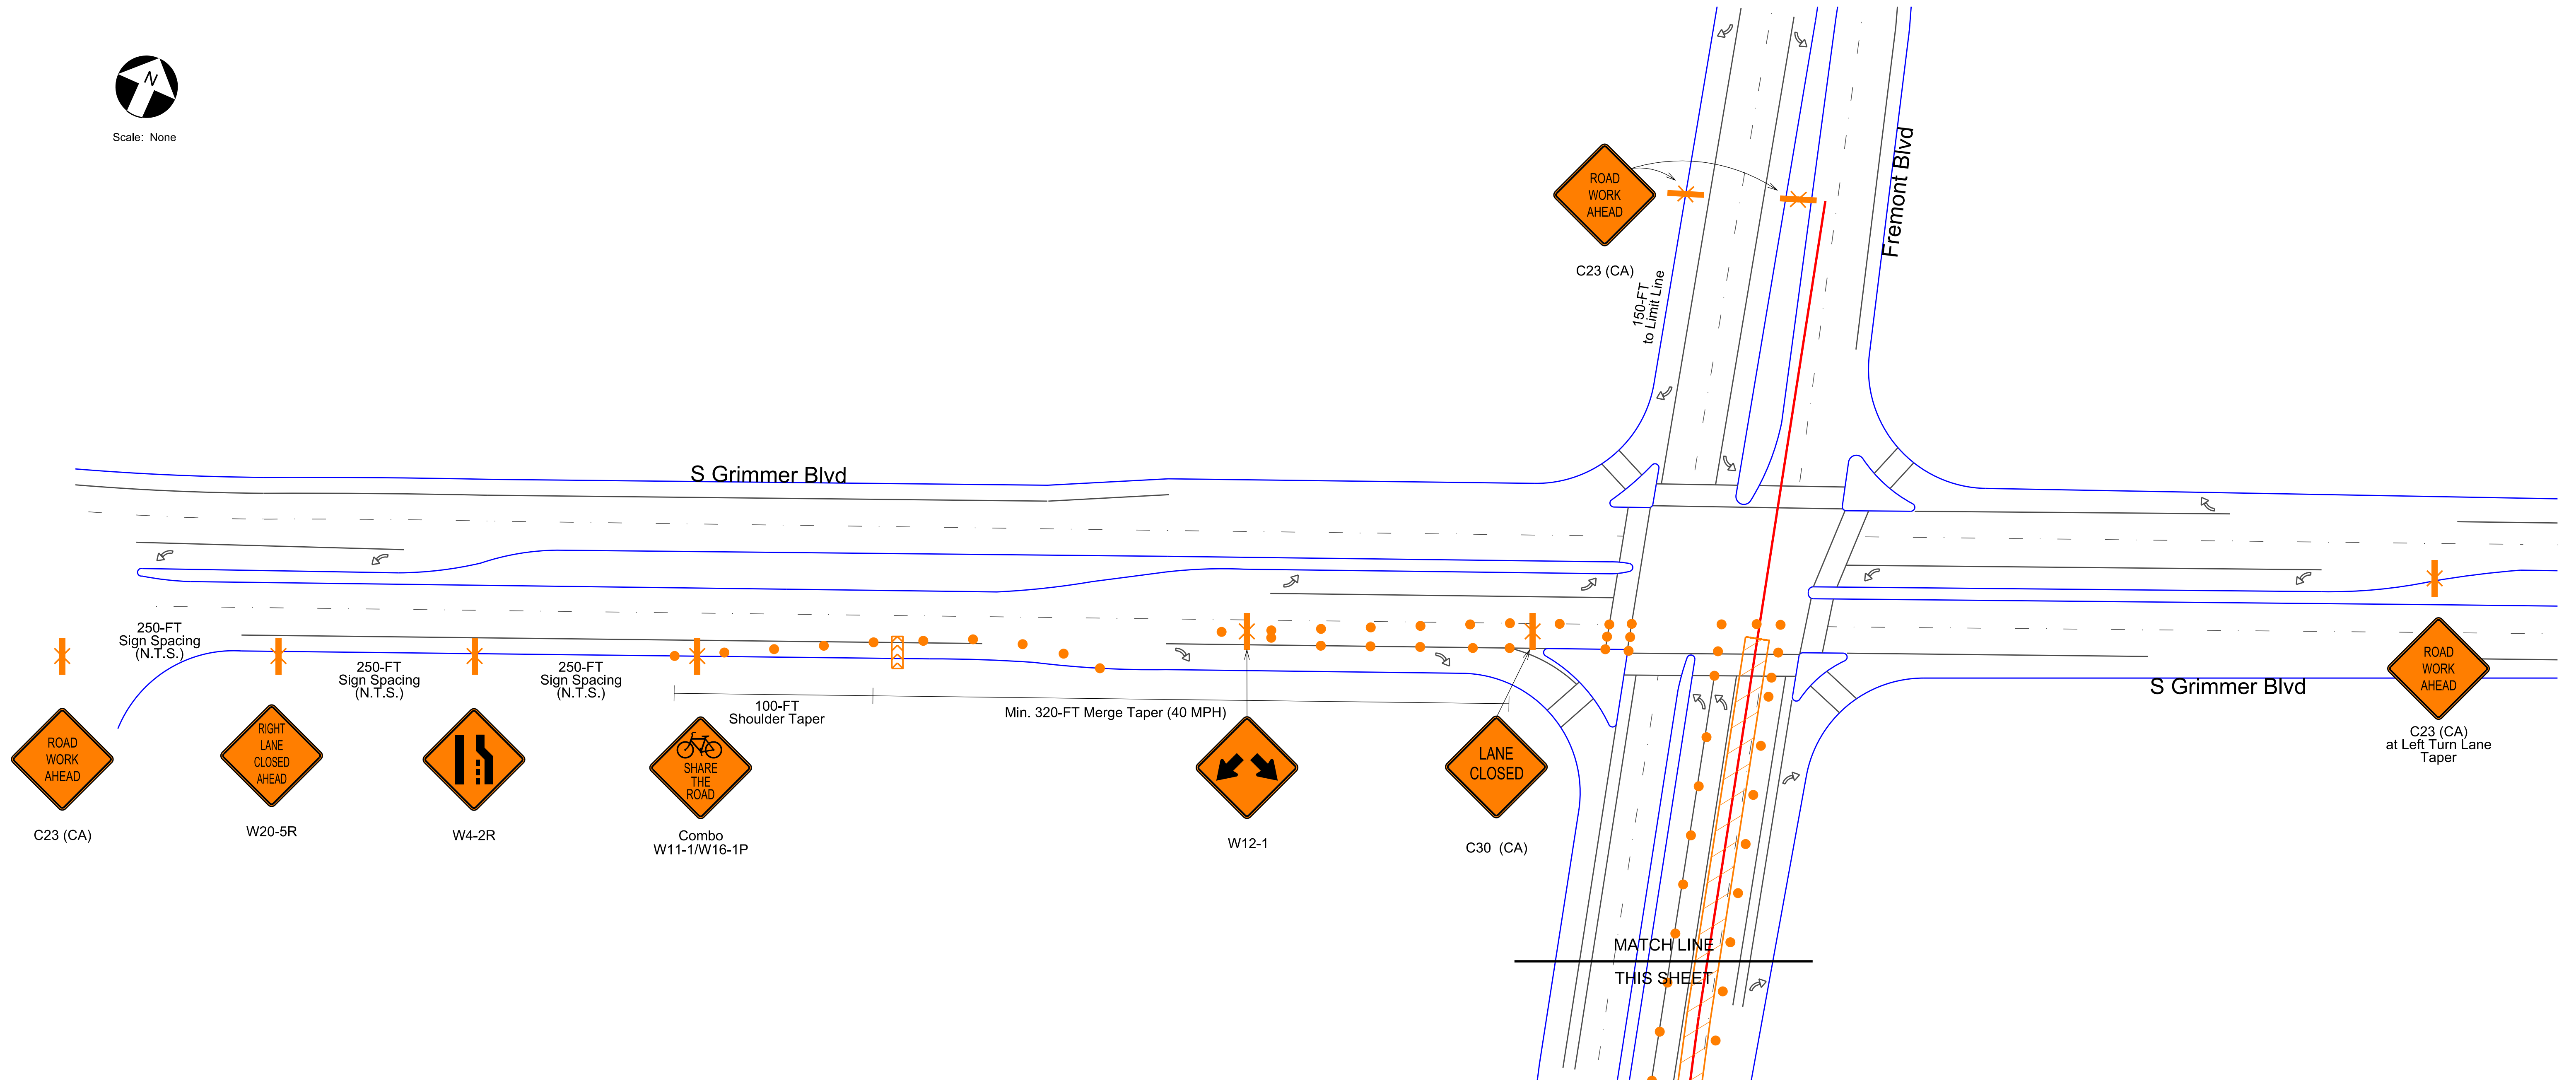 N
Scale: None
ROAD
WORK
AHEAD
C23 (CA)
Fremont Blvd
150-FT
to Limit Line
S Grimmer Blvd
250-FT
Sign Spacing
(N.T.S.)
250-FT
Sign Spacing
(N.T.S.)
250-FT
Sign Spacing
(N.T.S.)
100-FT
Shoulder Taper
Min. 320-FT Merge Taper (40 MPH)
ROAD
WORK
AHEAD
C23 (CA)
RIGHT
LANE
CLOSED
AHEAD
W20-5R
W4-2R
SHARE
THE
ROAD
Combo
W11-1/W16-1P
W12-1
LANE
CLOSED
C30 (CA)
S Grimmer Blvd
ROAD
WORK
AHEAD
C23 (CA)
at Left Turn Lane
Taper
MATCH LINE
THIS SHEET